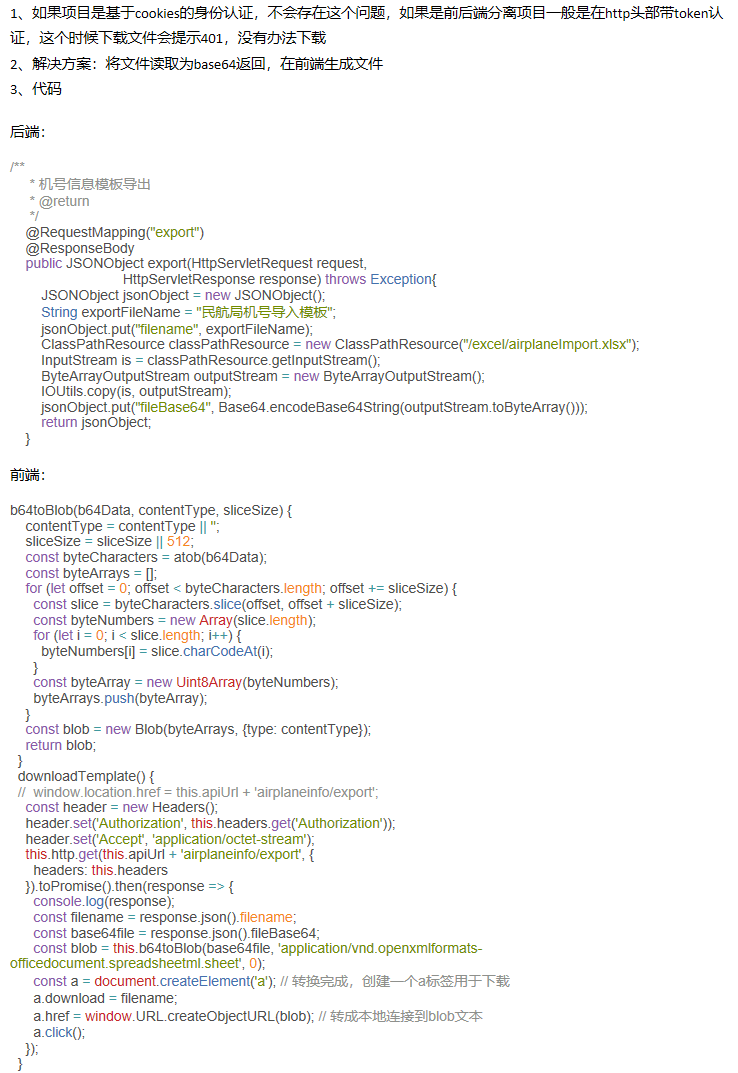 1、如果项目是基于cookies的身份认证，不会存在这个问题，如果是前后端分离项目一般是在http头部带token认
证，这个时候下载文件会提示401，没有办法下载
2、解决方案：将文件读取为base64返回，在前端生成文件
3、代码
后端：
/**
* 机号信息模板导出
* @return
*/
@RequestMapping("export")
@ResponseBody
public JSONObject export(HttpServletRequest request,
HttpServletResponse response) throws Exception{
JSONObject jsonObject = new JSONObject();
String exportFileName = "民航局机号导入模板";
jsonObject.put("filename", exportFileName);
ClassPathResource classPathResource = new ClassPathResource("/excel/airplaneImport.xlsx");
InputStream is = classPathResource.getInputStream();
ByteArrayOutputStream outputStream = new ByteArrayOutputStream();
IOUtils.copy(is, outputStream);
jsonObject.put("fileBase64", Base64.encodeBase64String(outputStream.toByteArray()));
return jsonObject;
}
前端：
b64toBlob(b64Data, contentType, sliceSize) {
contentType = contentType || '';
sliceSize = sliceSize || 512;
const byteCharacters = atob(b64Data);
const byteArrays = [];
for (let offset = 0; offset < byteCharacters.length; offset += sliceSize) {
const slice = byteCharacters.slice(offset, offset + sliceSize);
const byteNumbers = new Array(slice.length);
for (let i = 0; i < slice.length; i++) {
byteNumbers[i] = slice.charCodeAt(i);
}
const byteArray = new Uint8Array(byteNumbers);
byteArrays.push(byteArray);
}
const blob = new Blob(byteArrays, {type: contentType});
return blob;
}
downloadTemplate() {
// window.location.href = this.apiUrl + 'airplaneinfo/export';
const header = new Headers();
header.set('Authorization', this.headers.get('Authorization'));
header.set('Accept', 'application/octet-stream');
this.http.get(this.apiUrl + 'airplaneinfo/export', {
headers: this.headers
}).toPromise().then(response => {
console.log(response);
const filename = response.json().filename;
const base64file = response.json().fileBase64;
const blob = this.b64toBlob(base64file, 'application/vnd.openxmlformats-
officedocument.spreadsheetml.sheet', 0);
const a = document.createElement('a'); // 转换完成，创建一个a标签用于下载
a.download = filename;
a.href = window.URL.createObjectURL(blob); // 转成本地连接到blob文本
a.click();
});
}